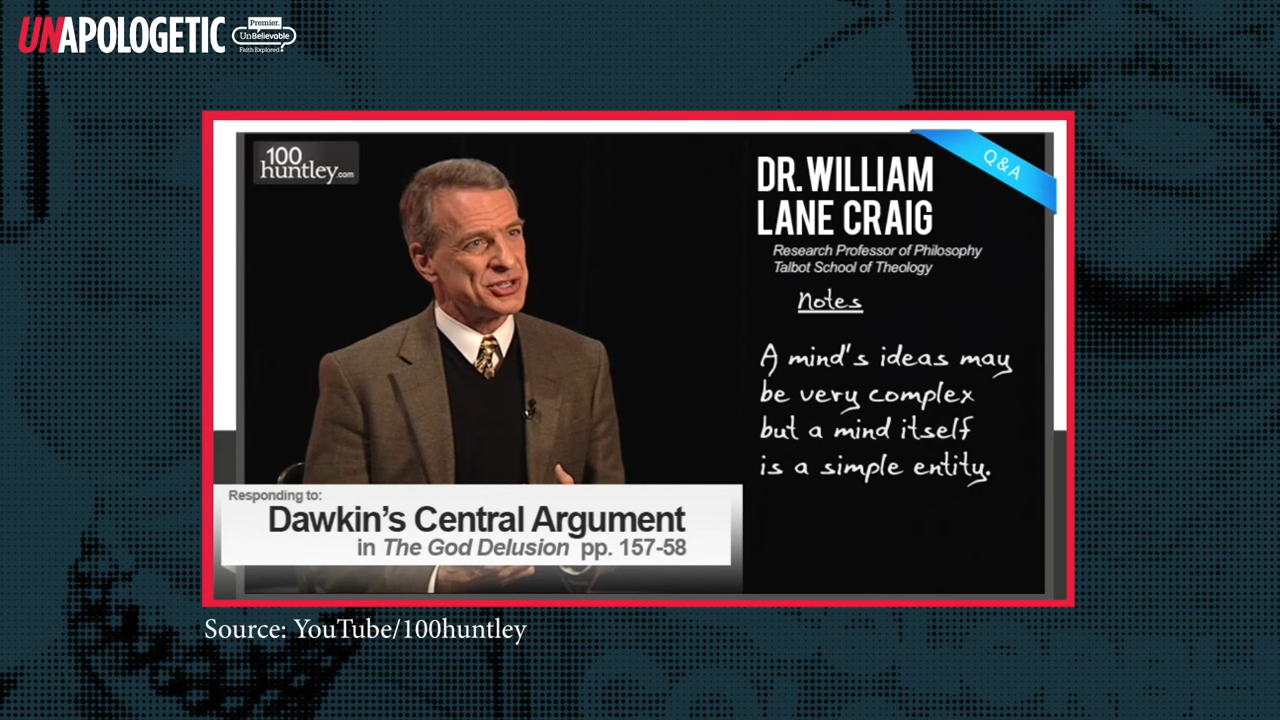 UNAPOLOGETIC
Premier.
UnBelievable
Faith Explored?
100
huntley.com
Q&A
DR. WILLIAM
LANE CRAIG
Research Professor of Philosophy
Talbot School of Theology
Notes
A mind's ideas may
be very complex
but a mind itself
is a simple entity.
Responding to:
Dawkin's Central Argument
in The God Delusion pp. 157-58
Source: YouTube/100huntley